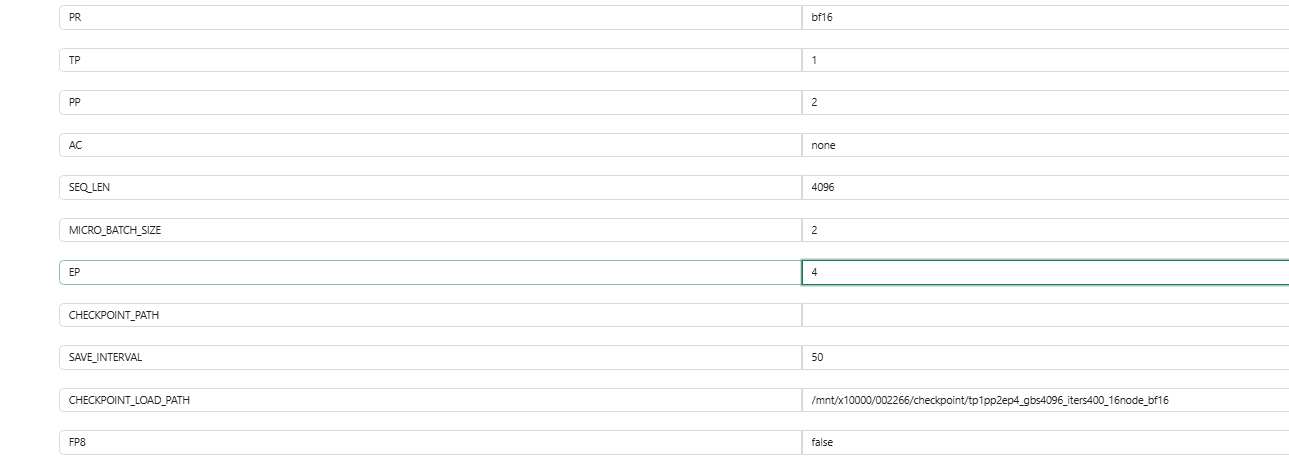 PR bf16
TP 1
PP 2
AC none
SEQ_LEN 4096
MICRO_BATCH_SIZE 2
EP 4
CHECKPOINT_PATH
SAVE_INTERVAL 50
CHECKPOINT_LOAD_PATH /mnt/x10000/002266/checkpoint/tp1pp2ep4_gbs4096_iters400_16node_bf16
FP8 false